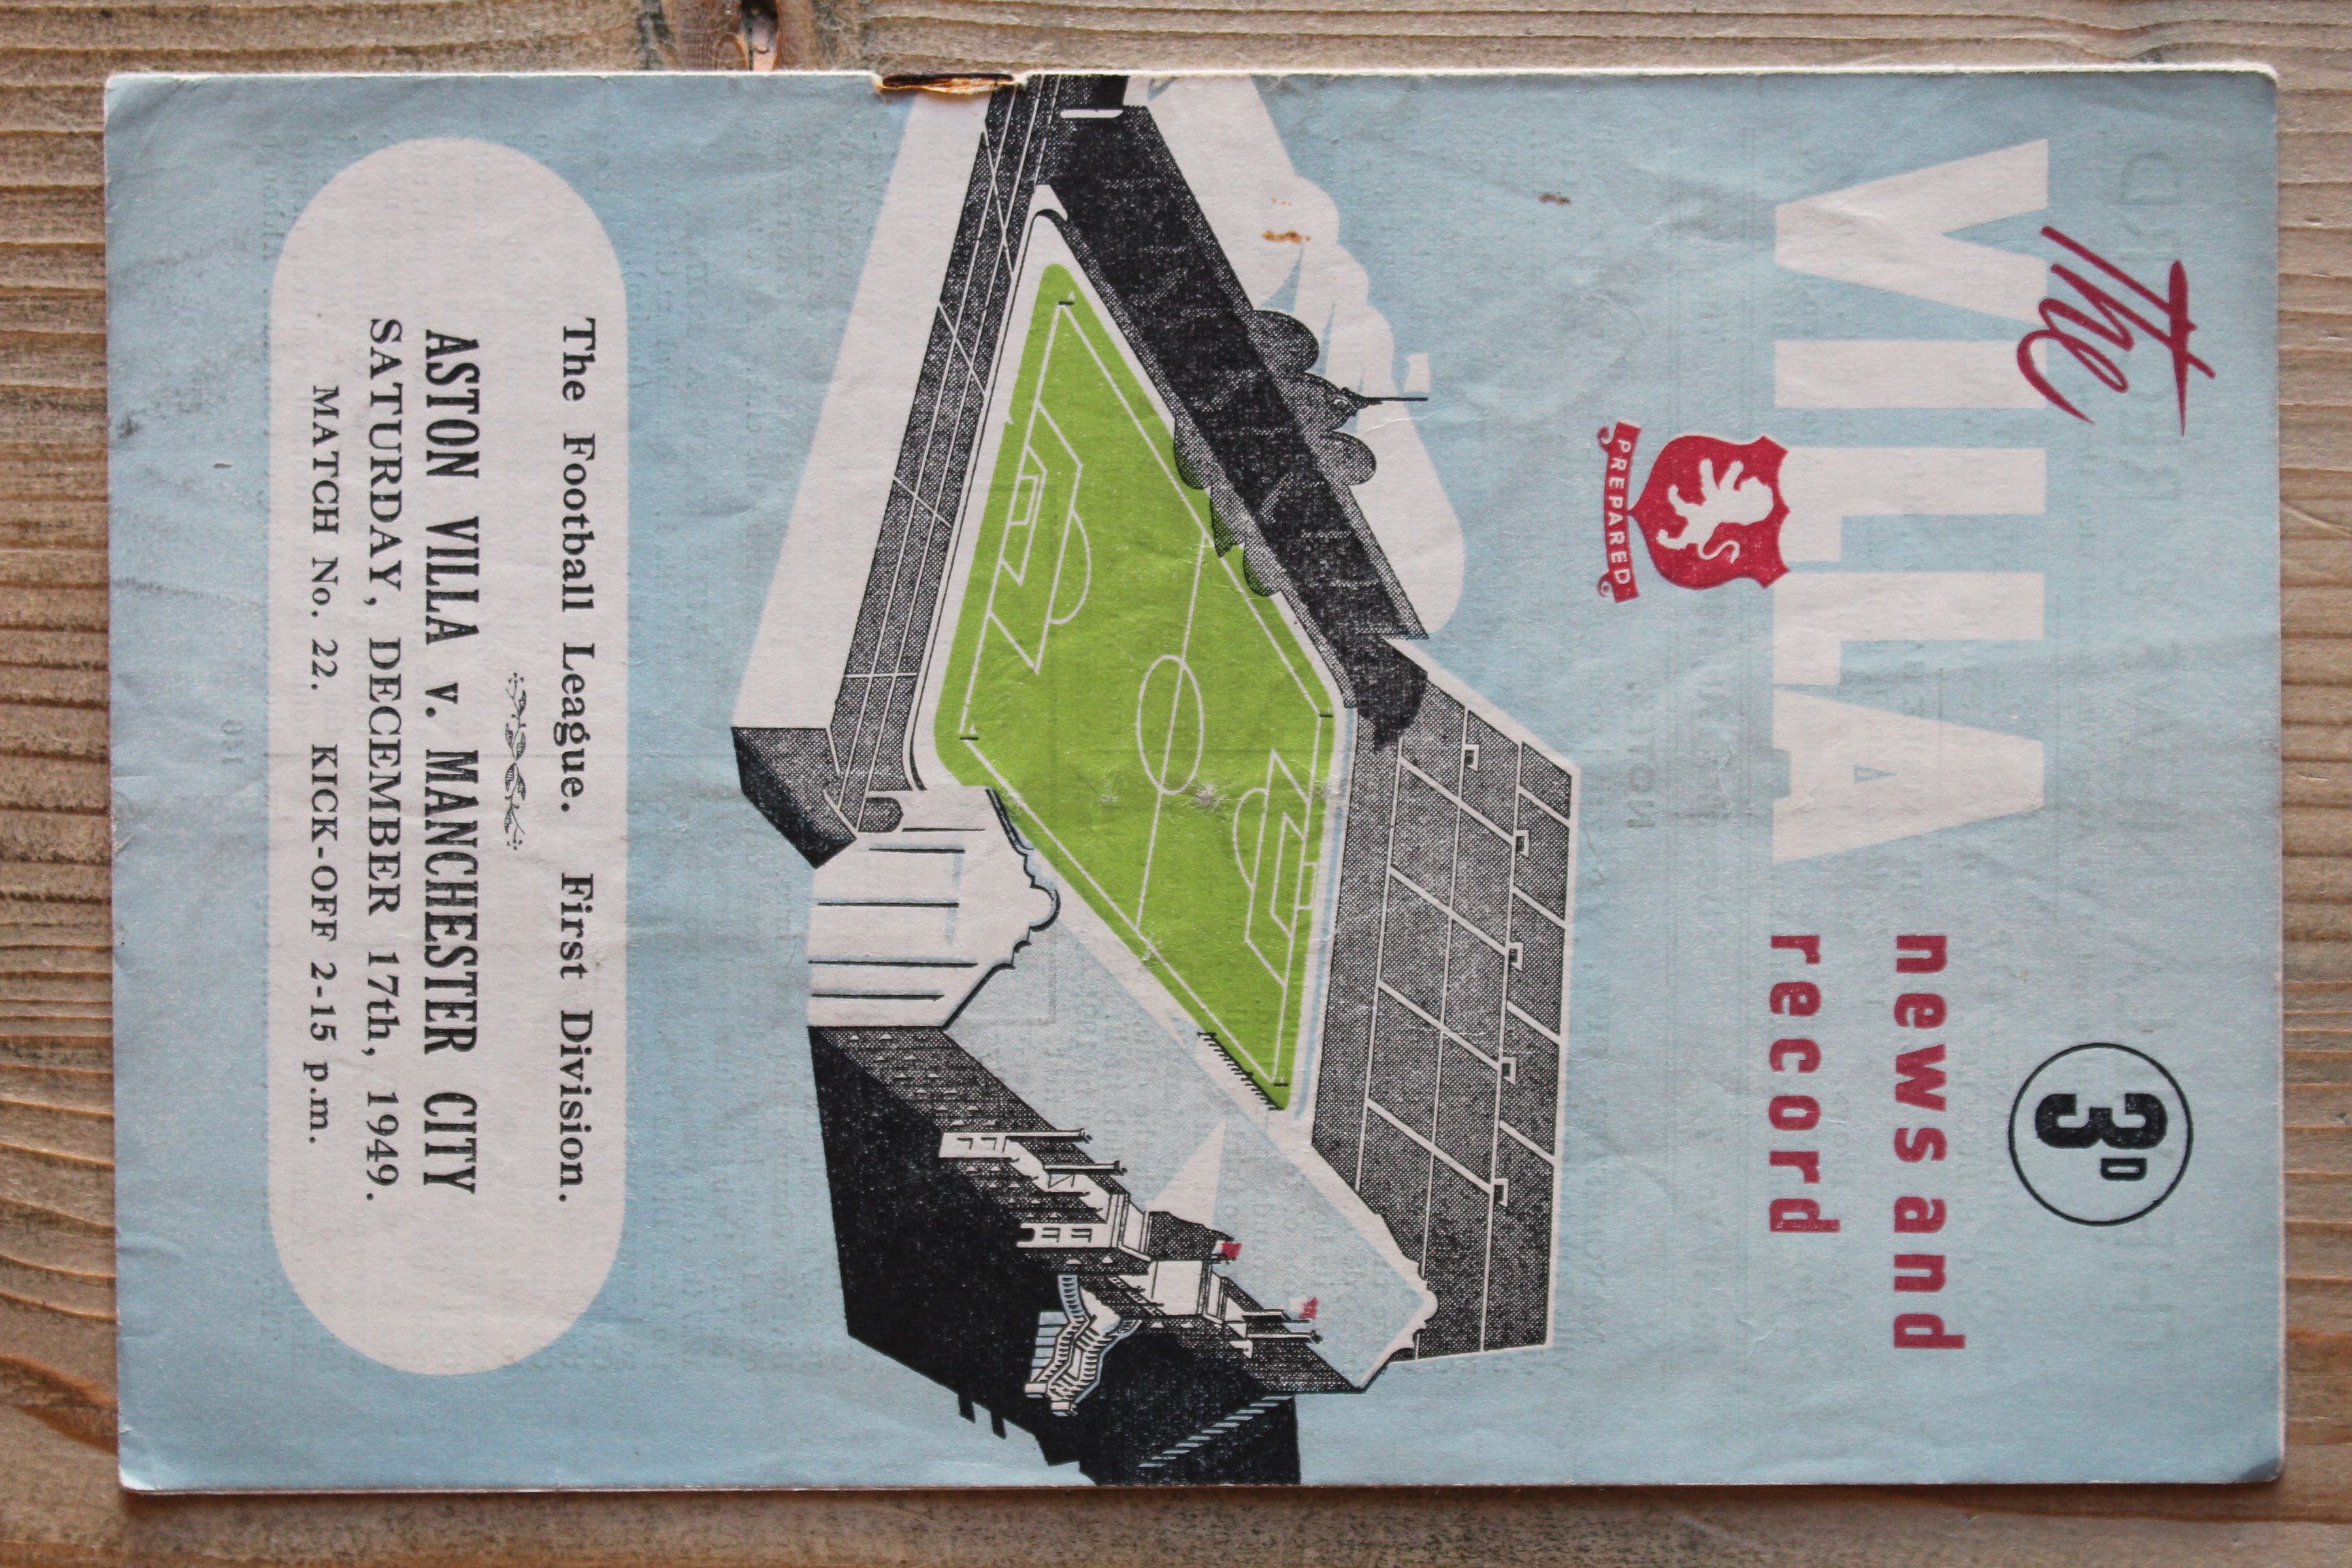 The
VILLA
news and
record
3D
PREPARED
The Football League. First Division.
ASTON VILLA v. MANCHESTER CITY
SATURDAY, DECEMBER 17th, 1949.
MATCH No. 22. KICK-OFF 2-15 p.m.